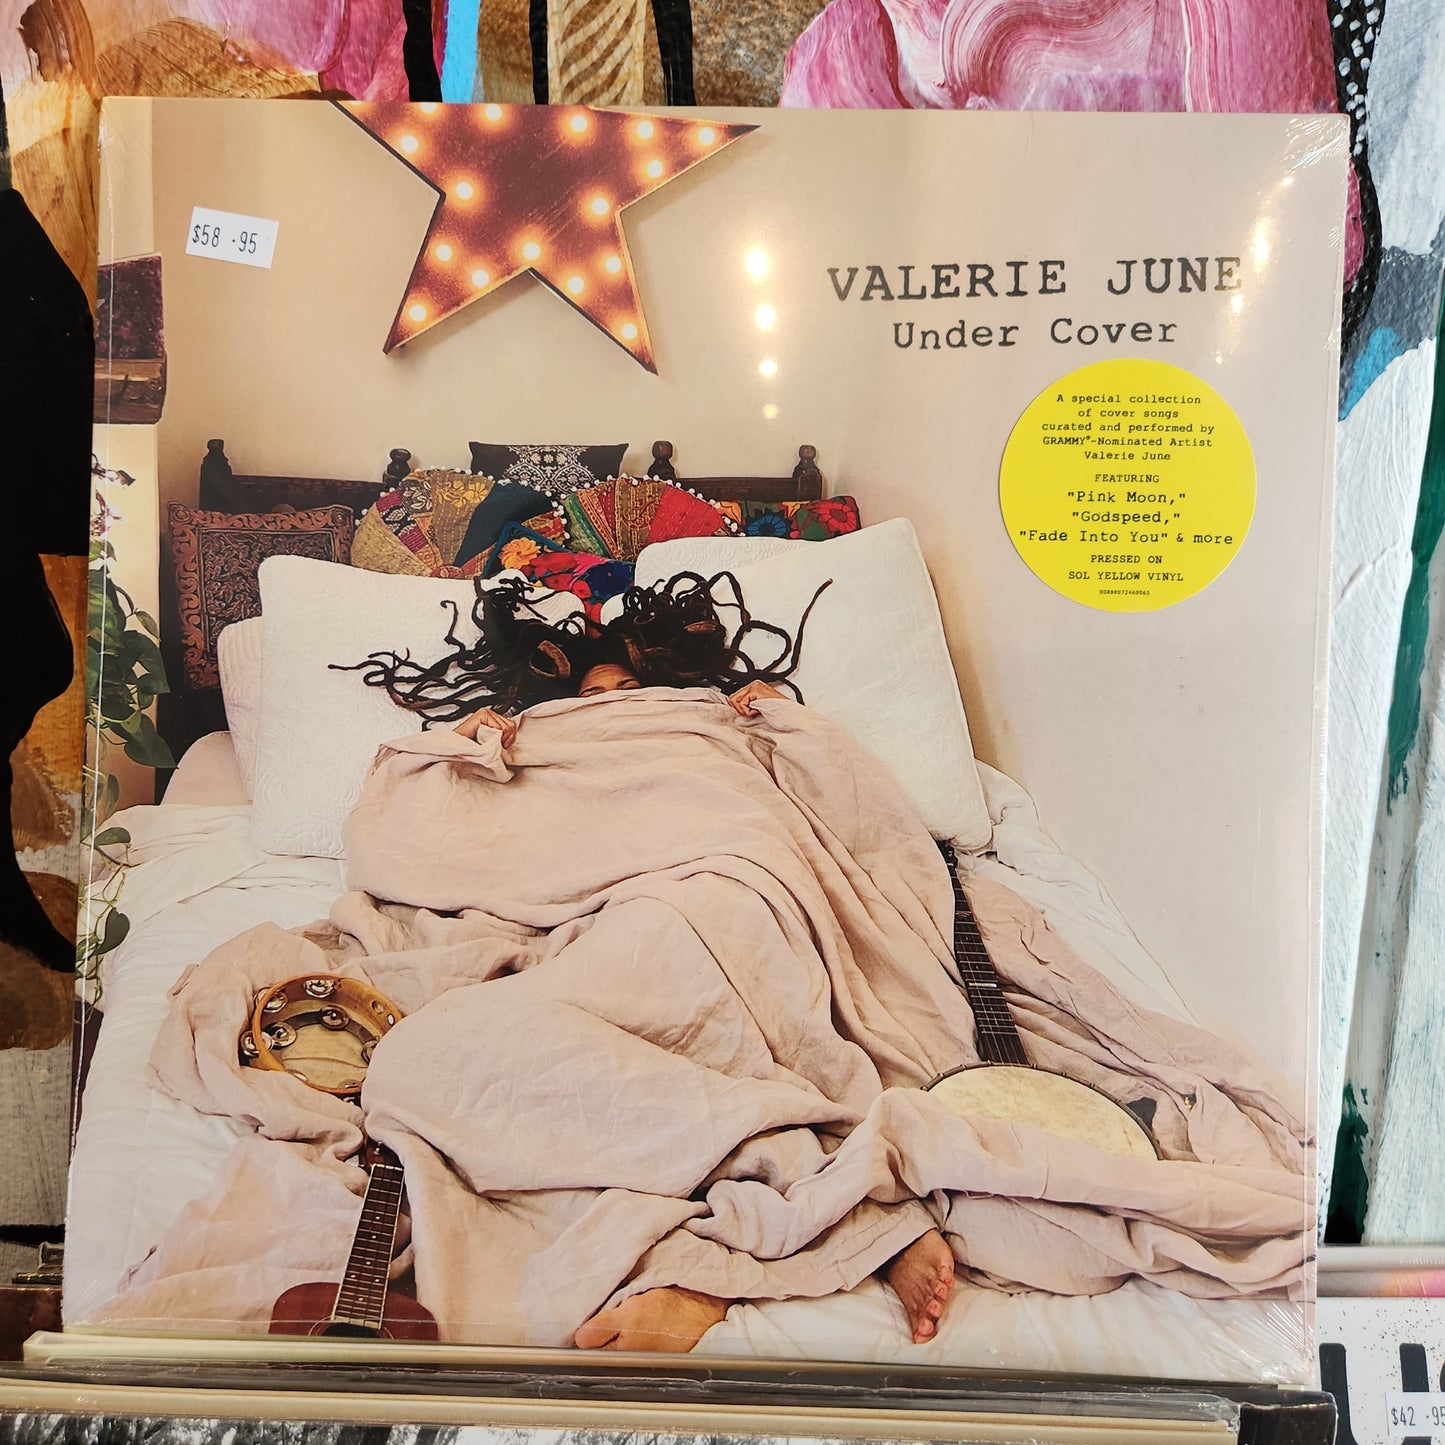 $58.95
VALERIE JUNE
Under Cover
A special collection
of cover songs
curated and performed by
GRAMMY®-Nominated Artist
Valerie June
FEATURING
"Pink Moon,"
"Godspeed,"
"Fade Into You" & more
PRESSED ON
SOL YELLOW VINYL
00888072460065
$42.95